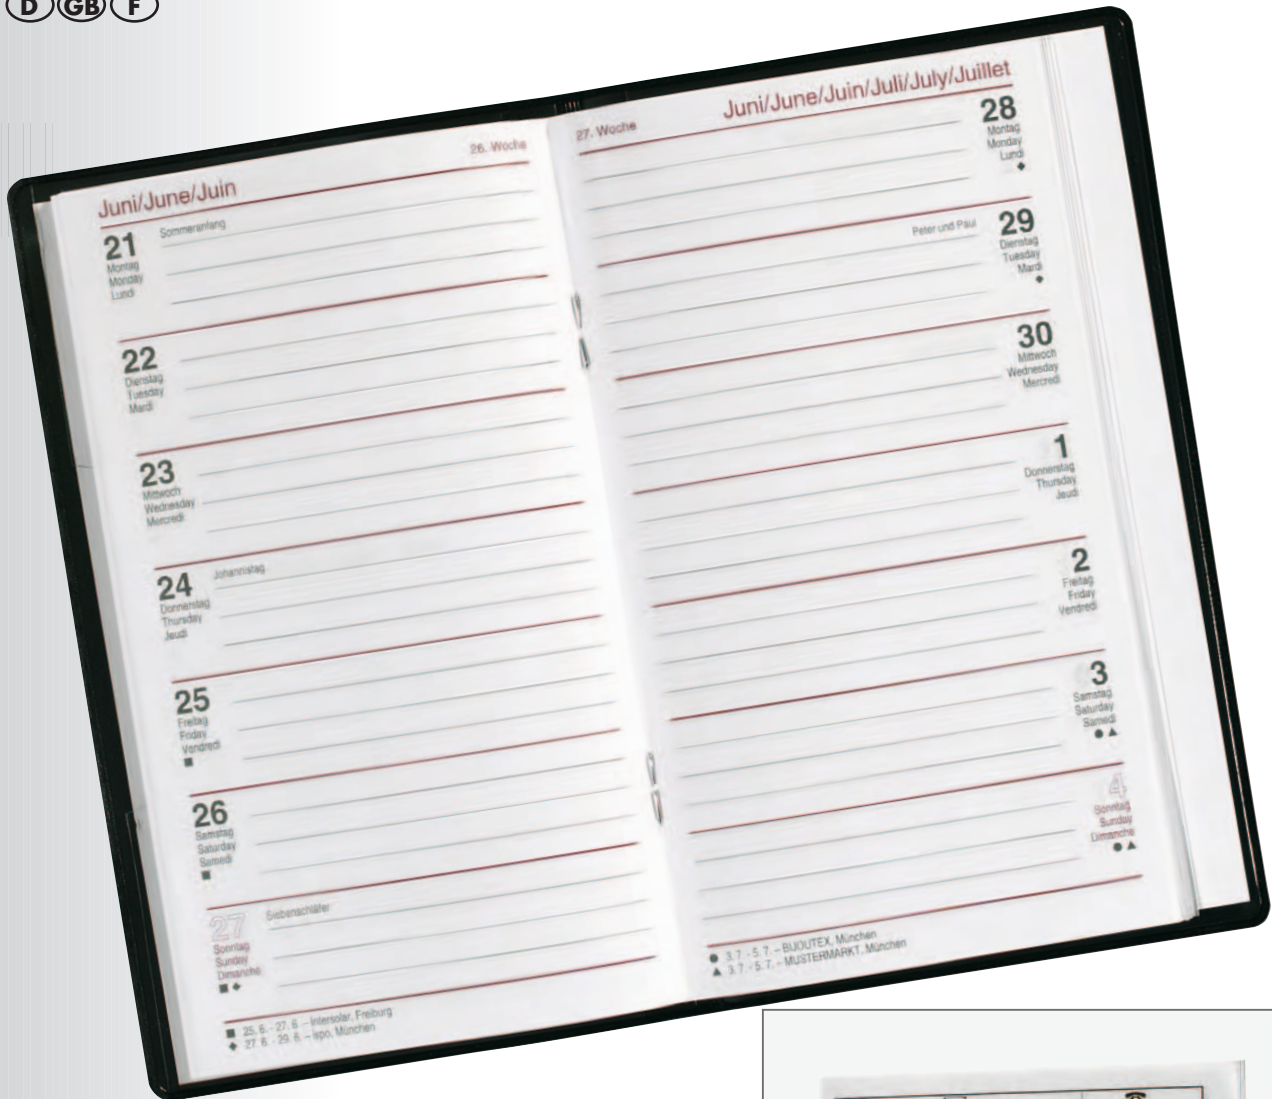 D GB F
Juni/June/Juin
26. Woche
21
Sommeranfang
Montag
Monday
Lundi
22
Dienstag
Tuesday
Mardi
23
Mittwoch
Wednesday
Mercredi
24
Johannistag
Donnerstag
Thursday
Jeudi
25
Freitag
Friday
Vendredi
■
26
Samstag
Saturday
Samedi
■
27
Siebenschläfer
Sonntag
Sunday
Dimanche
■ ◆
■ 25. 6. - 27. 6. – Intersolar, Freiburg
◆ 27. 6. - 29. 6. – ispo, München
27. Woche
Juni/June/Juin/Juli/July/Juillet
28
Montag
Monday
Lundi
◆
29
Peter und Paul
Dienstag
Tuesday
Mardi
◆
30
Mittwoch
Wednesday
Mercredi
1
Donnerstag
Thursday
Jeudi
2
Freitag
Friday
Vendredi
3
Samstag
Saturday
Samedi
● ▲
4
Sonntag
Sunday
Dimanche
● ▲
● 3. 7. - 5. 7. – BIJOUTEX, München
▲ 3. 7. - 5. 7. – MUSTERMARKT, München